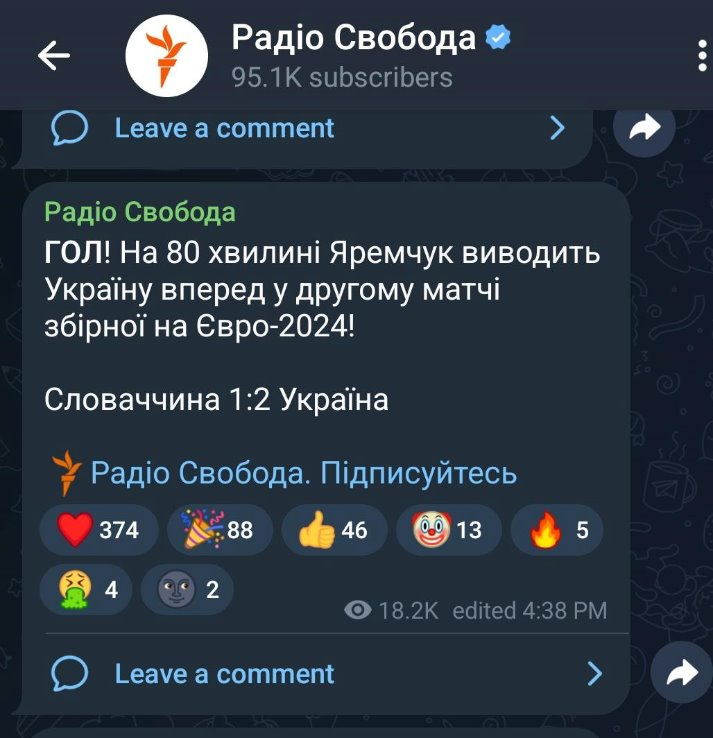 Радіо Свобода
95.1K subscribers
Leave a comment
Радіо Свобода
ГОЛ! На 80 хвилині Яремчук виводить
Україну вперед у другому матчі
збірної на Євро-2024!
Словаччина 1:2 Україна
Радіо Свобода. Підписуйтесь
374 88 46 13 5
4 2
18.2K edited 4:38 PM
Leave a comment